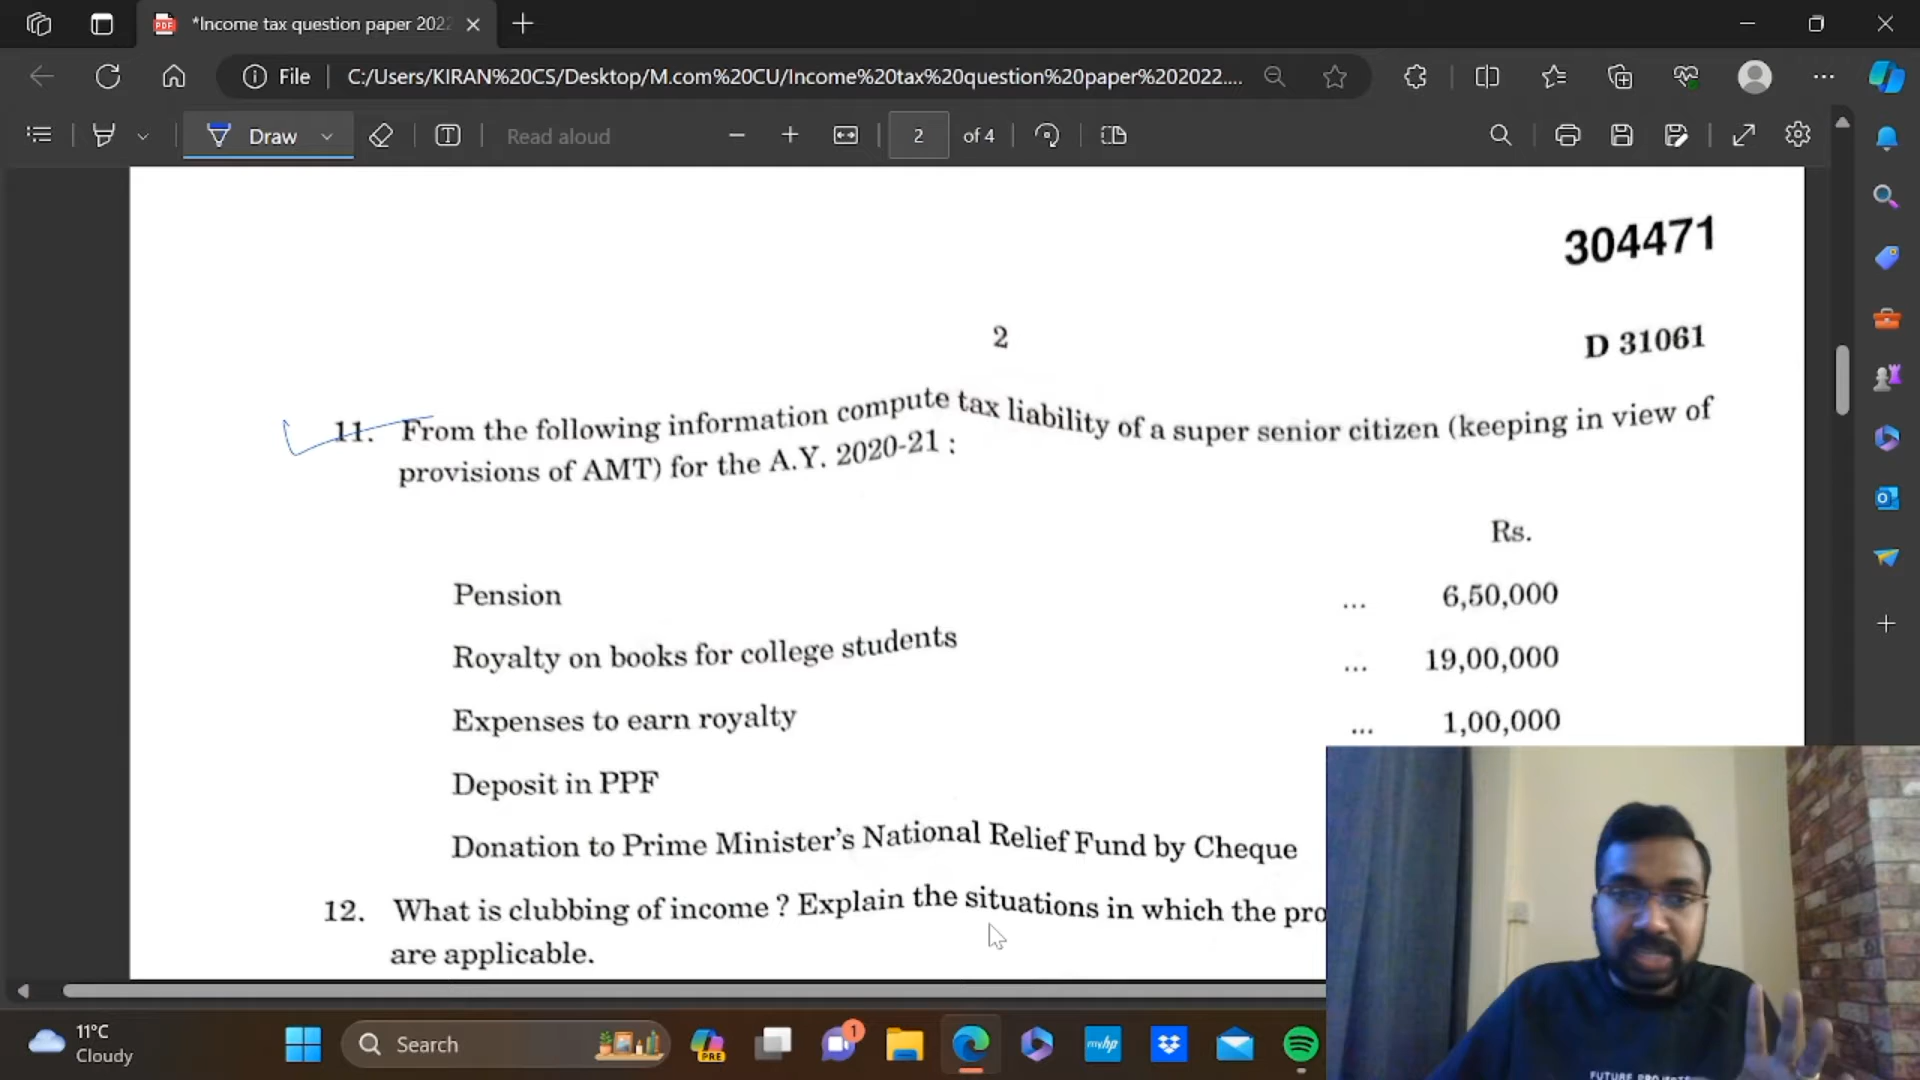 *Income tax question paper 202
File
C:/Users/KIRAN%20CS/Desktop/M.com%20CU/Income%20tax%20question%20paper%202022....
Draw
Read aloud
2
of 4
304471
2
D 31061
11. From the following information compute tax liability of a super senior citizen (keeping in view of
provisions of AMT) for the A.Y. 2020-21 :
Rs.
Pension ... 6,50,000
Royalty on books for college students ... 19,00,000
Expenses to earn royalty ... 1,00,000
Deposit in PPF
Donation to Prime Minister's National Relief Fund by Cheque
12. What is clubbing of income ? Explain the situations in which the pro
are applicable.
11°C
Cloudy
Search
PRE
1
myhp